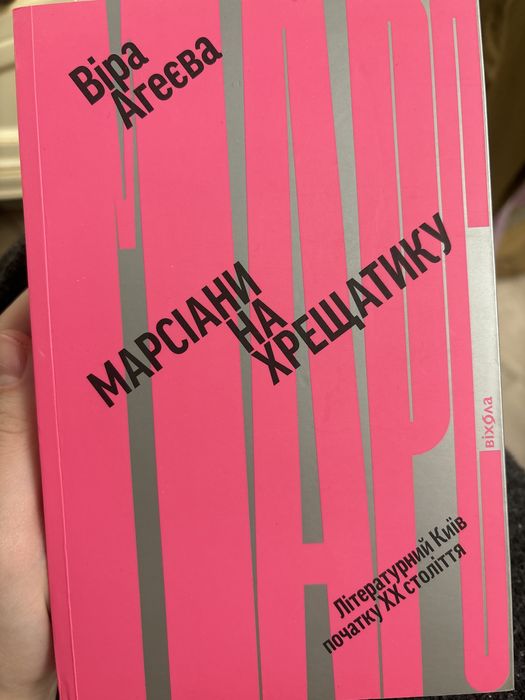 Віра
Агеєва
МАРСІАНИ
НА
ХРЕЩАТИКУ
віхола
Літературний Київ
початку ХХ століття